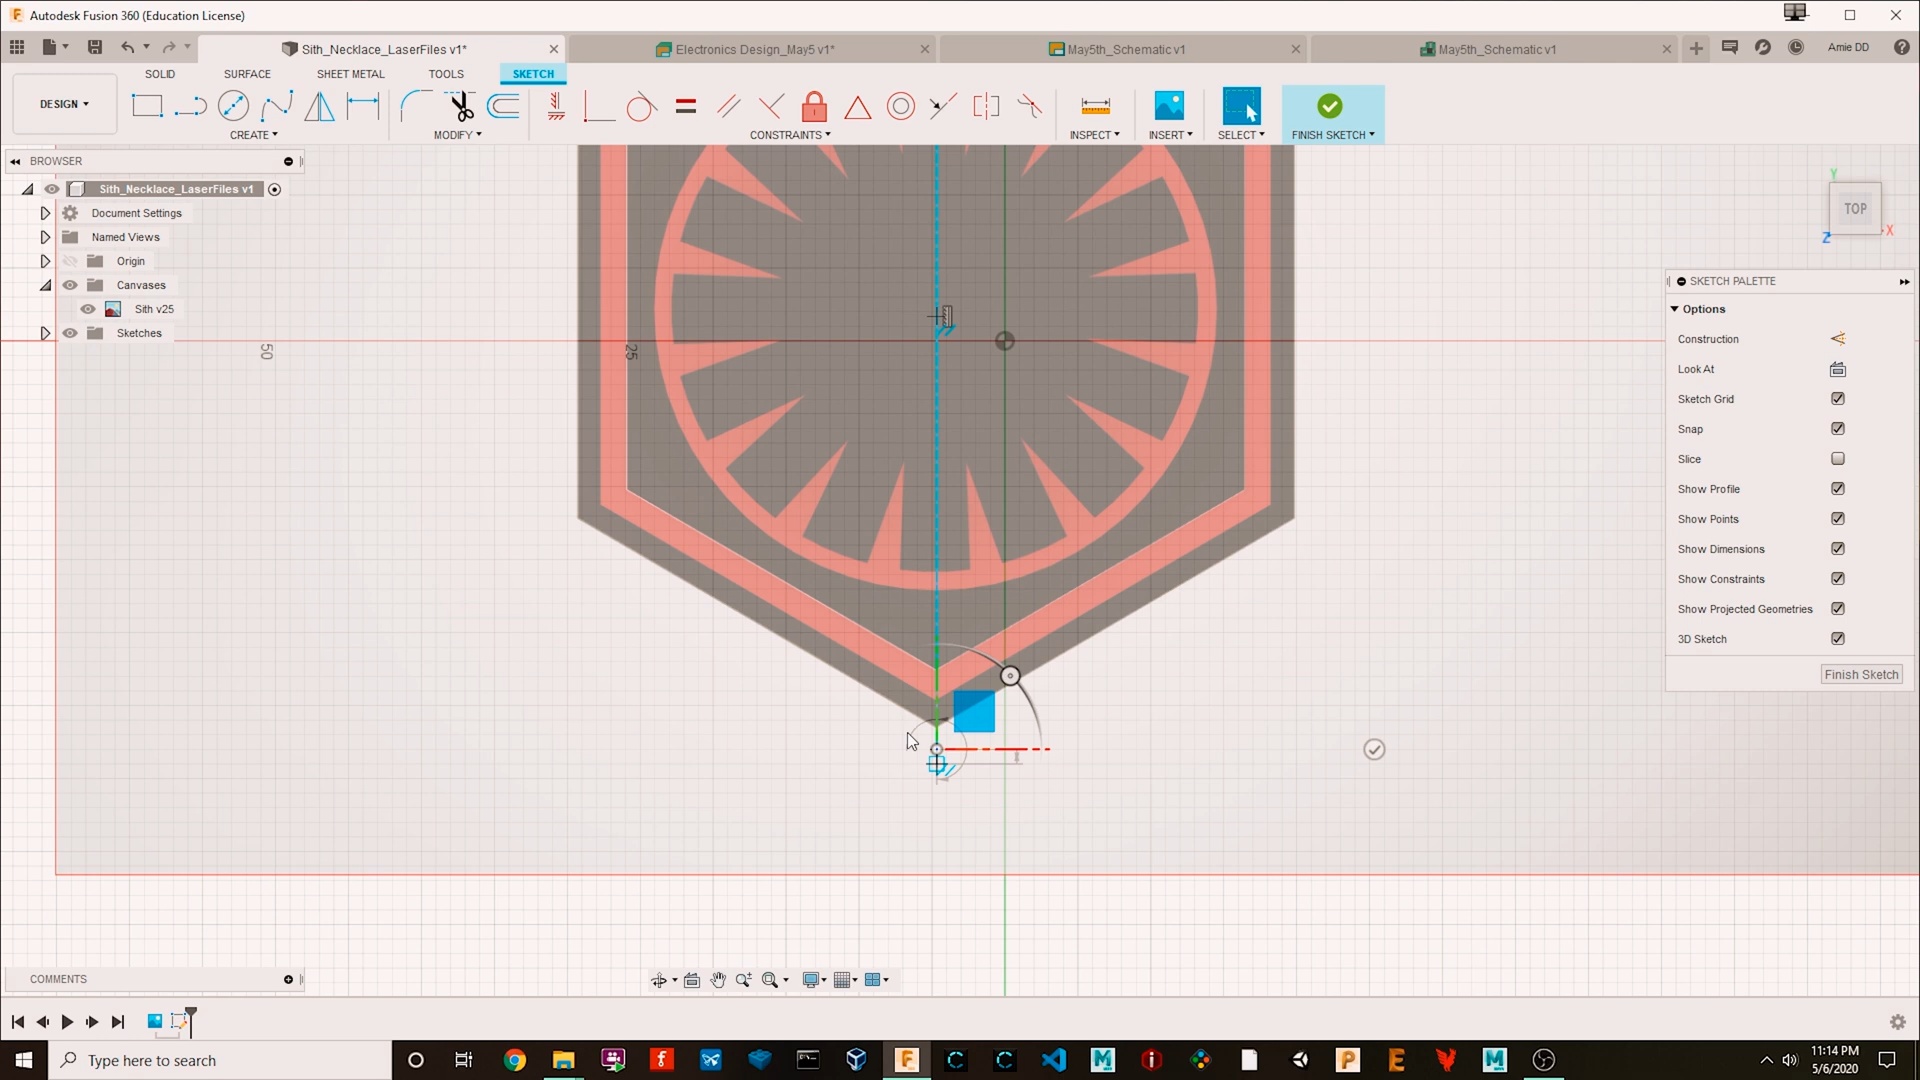 Autodesk Fusion 360 (Education License)
Sith_Necklace_LaserFiles v1*
Electronics Design_May5 v1*
May5th_Schematic v1
May5th_Schematic v1
Amie DD
SOLID
SURFACE
SHEET METAL
TOOLS
SKETCH
DESIGN
CREATE
MODIFY
CONSTRAINTS
INSPECT
INSERT
SELECT
FINISH SKETCH
BROWSER
Sith_Necklace_LaserFiles v1
Document Settings
Named Views
Origin
Canvases
Sith v25
Sketches
50
25
Y
TOP
X
Z
SKETCH PALETTE
Options
Construction
Look At
Sketch Grid
Snap
Slice
Show Profile
Show Points
Show Dimensions
Show Constraints
Show Projected Geometries
3D Sketch
Finish Sketch
COMMENTS
Type here to search
11:14 PM
5/6/2020